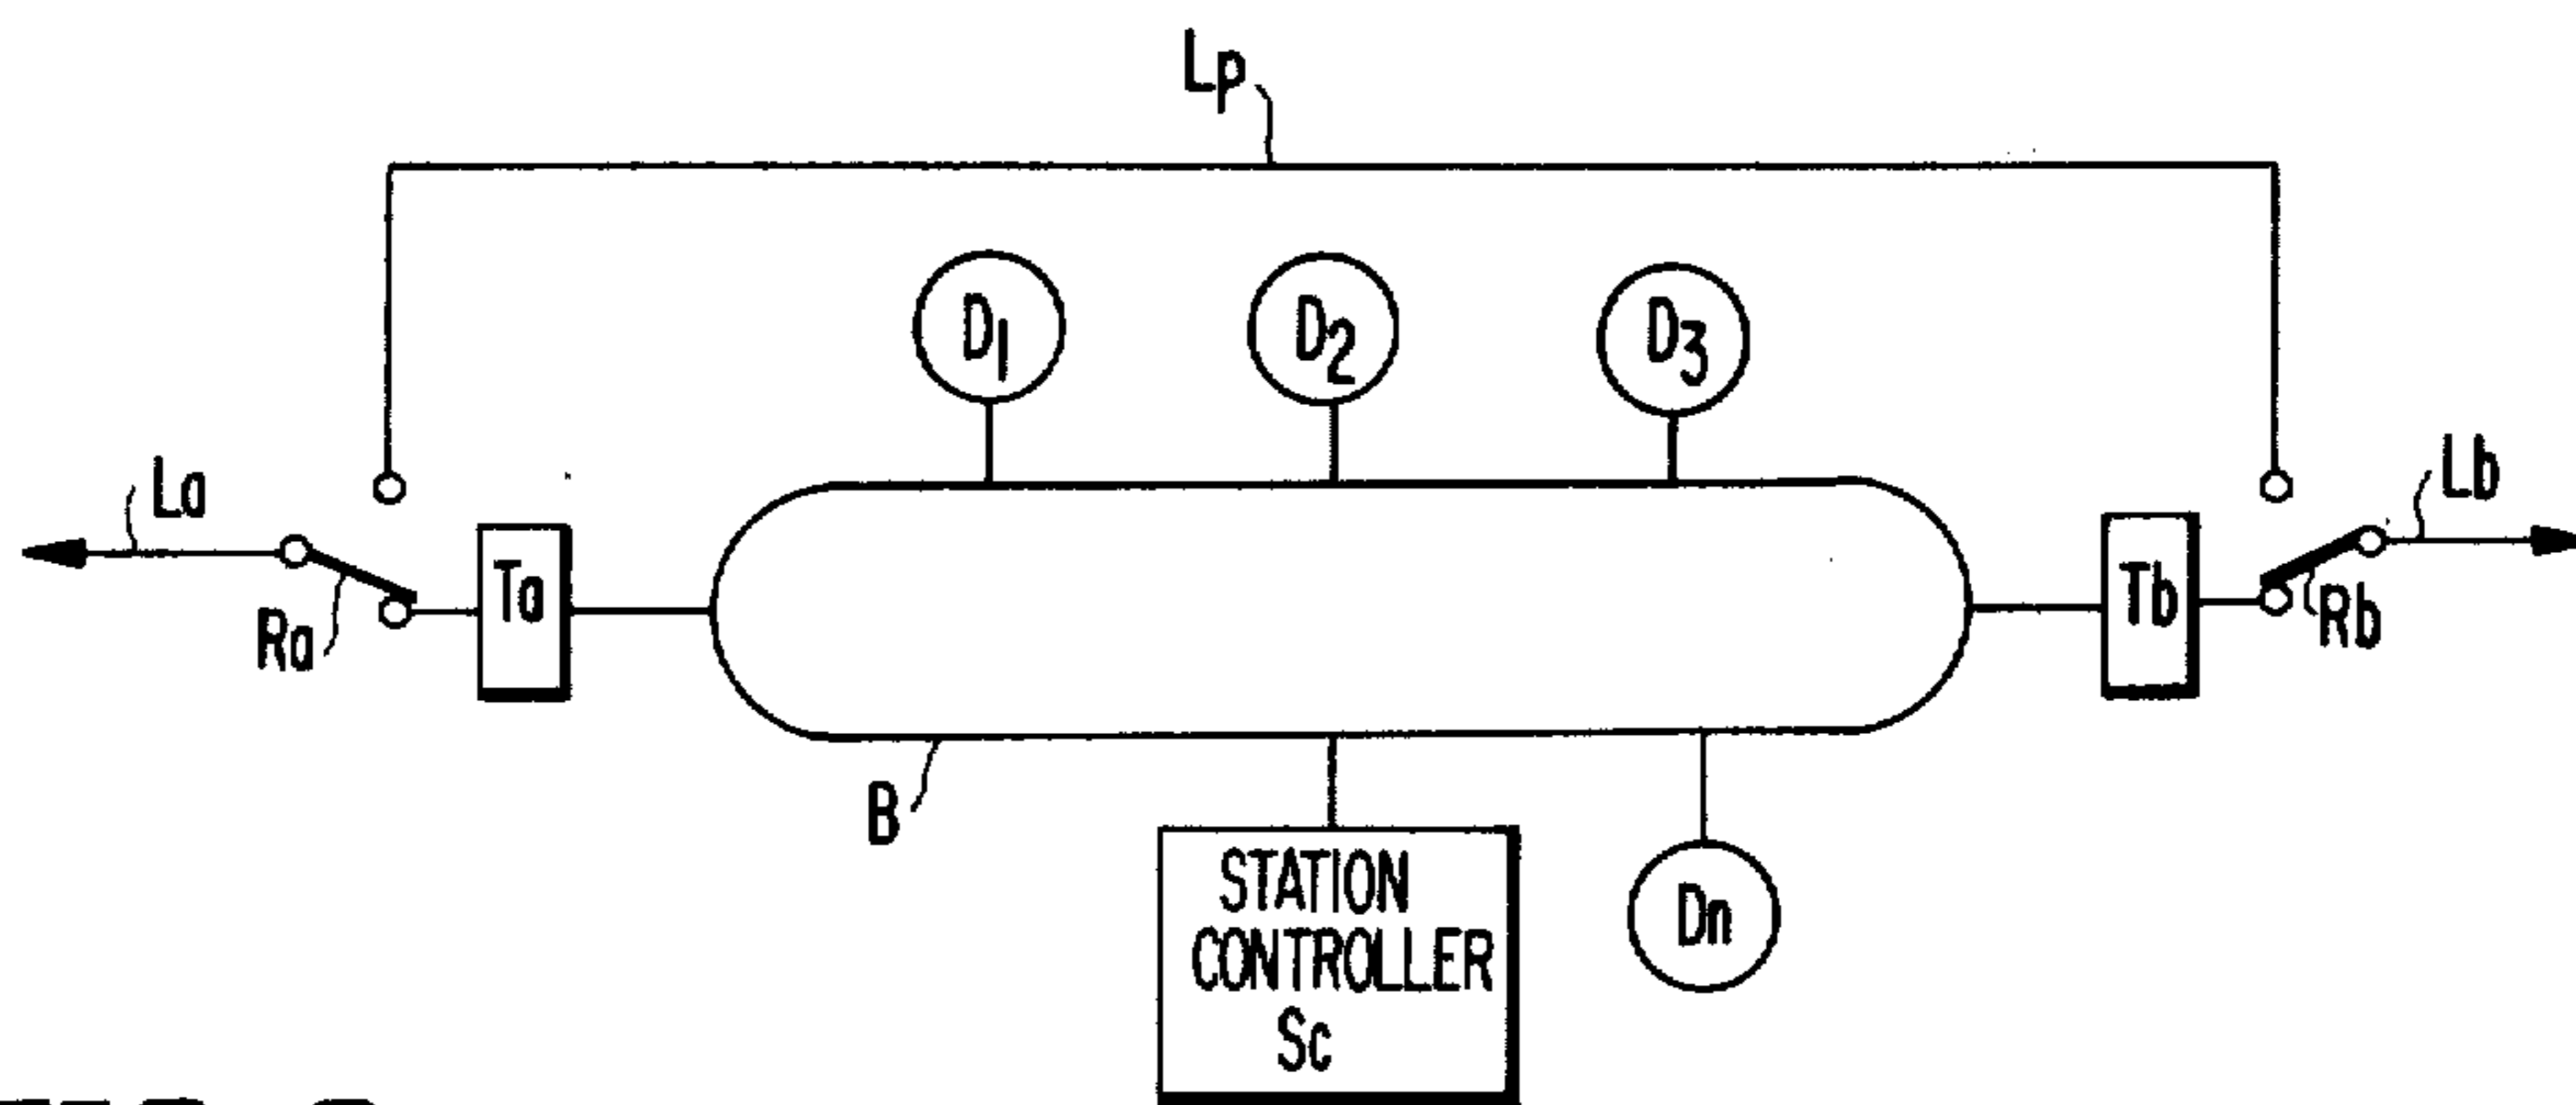 Lp
D1
D2
D3
La
Lb
Ta
Tb
Ra
Rb
B
STATION
CONTROLLER
Sc
Dn